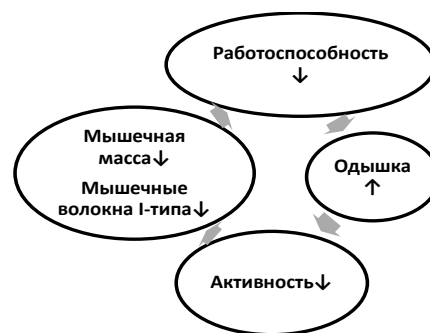 Работоспособность
↓
Мышечная
масса↓
Мышечные
волокна I-типа↓
Одышка
↑
Активность↓